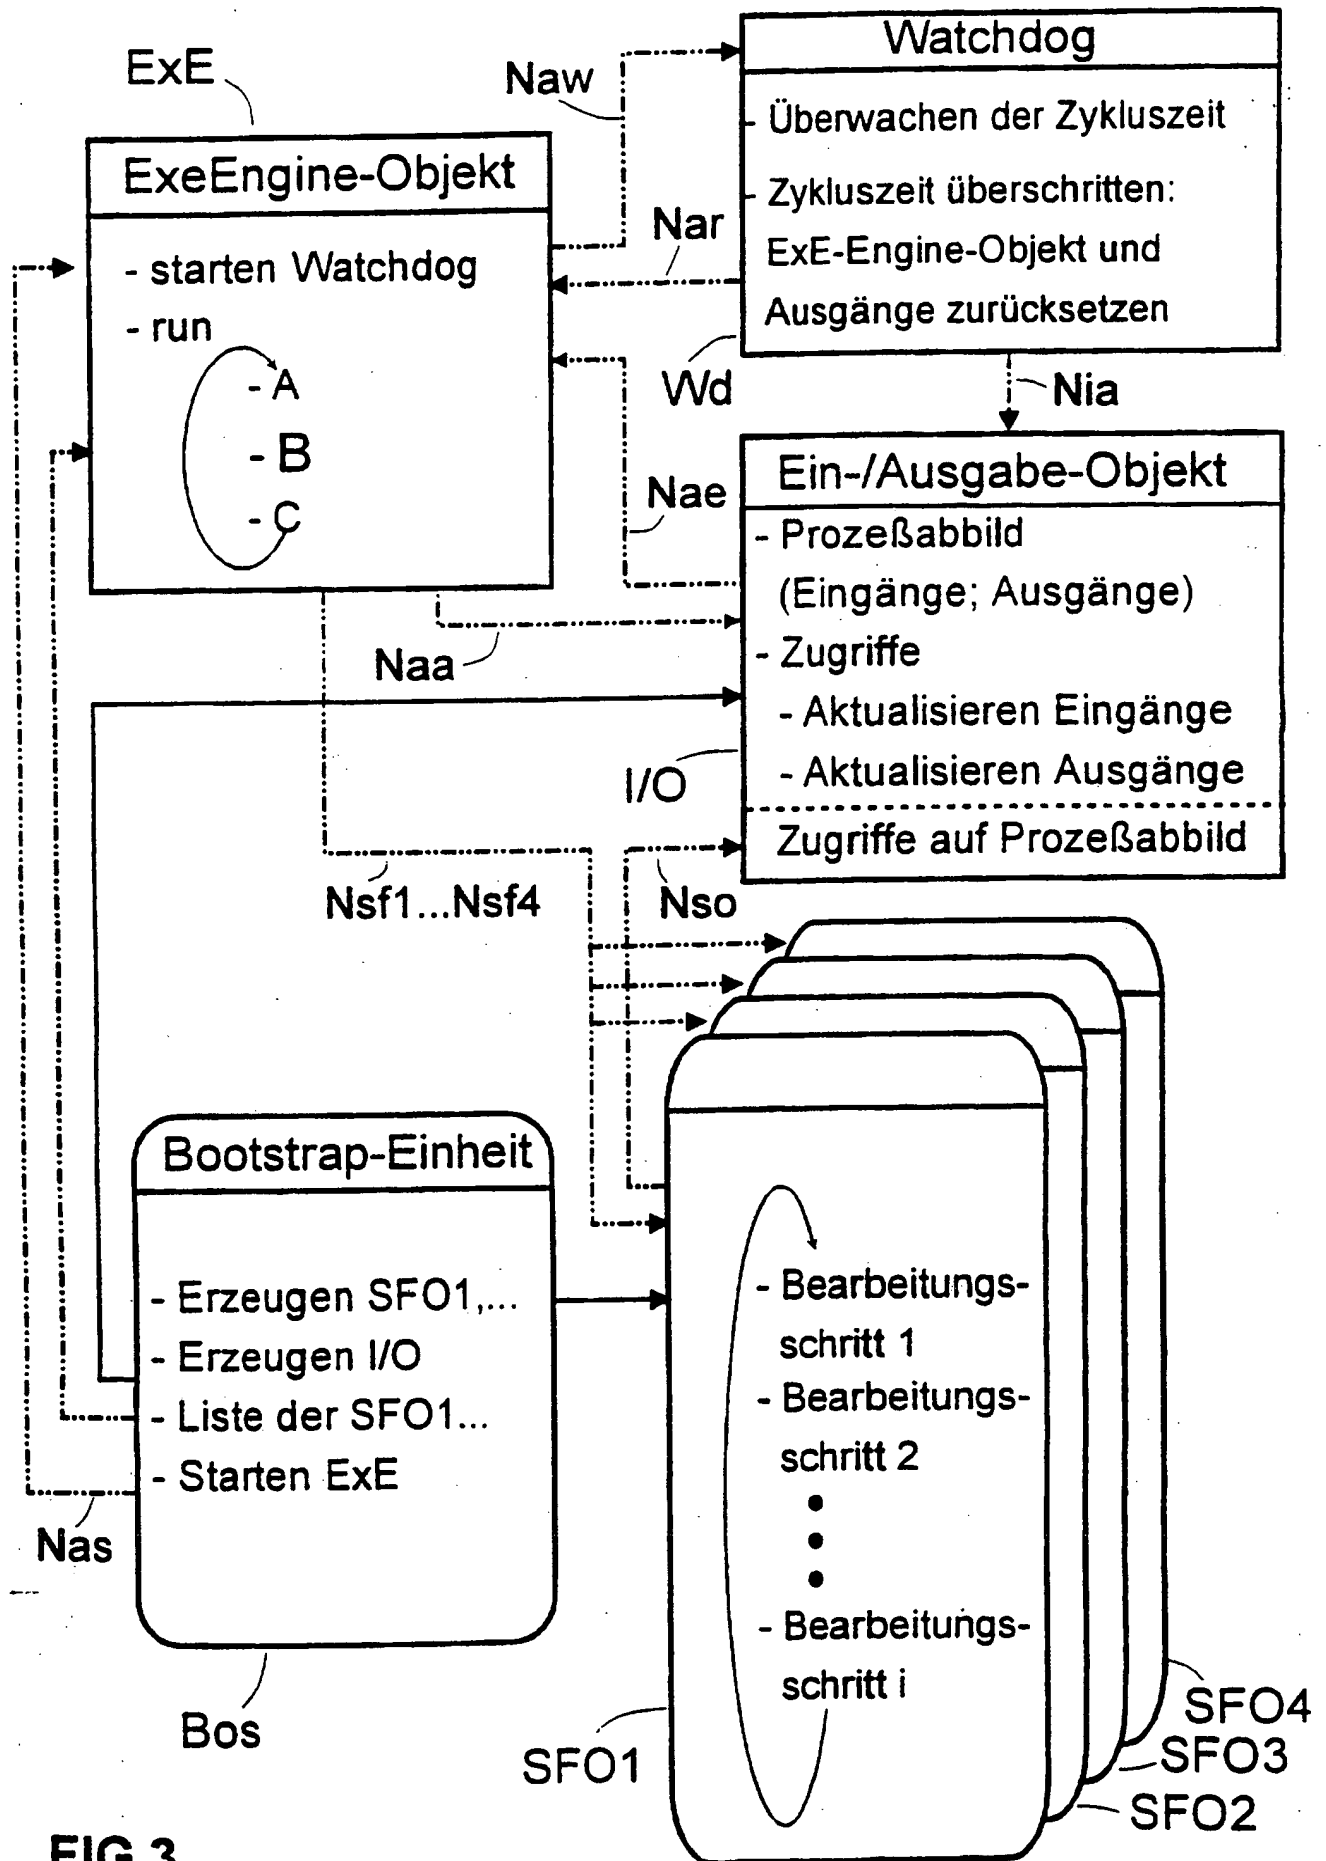 ExE
Naw
Watchdog
- Überwachen der Zykluszeit
- Zykluszeit überschritten:
ExE-Engine-Objekt und
Ausgänge zurücksetzen
ExeEngine-Objekt
- starten Watchdog
- run
- A
- B
- C
Nar
Wd
Nia
Nae
Naa
Ein-/Ausgabe-Objekt
- Prozeßabbild
(Eingänge; Ausgänge)
- Zugriffe
- Aktualisieren Eingänge
- Aktualisieren Ausgänge
Zugriffe auf Prozeßabbild
I/O
Nsf1...Nsf4
Nso
Bootstrap-Einheit
- Erzeugen SFO1,...
- Erzeugen I/O
- Liste der SFO1...
- Starten ExE
Nas
Bos
- Bearbeitungs-
schritt 1
- Bearbeitungs-
schritt 2
- Bearbeitungs-
schritt i
SFO1
SFO4
SFO3
SFO2
FIG 3